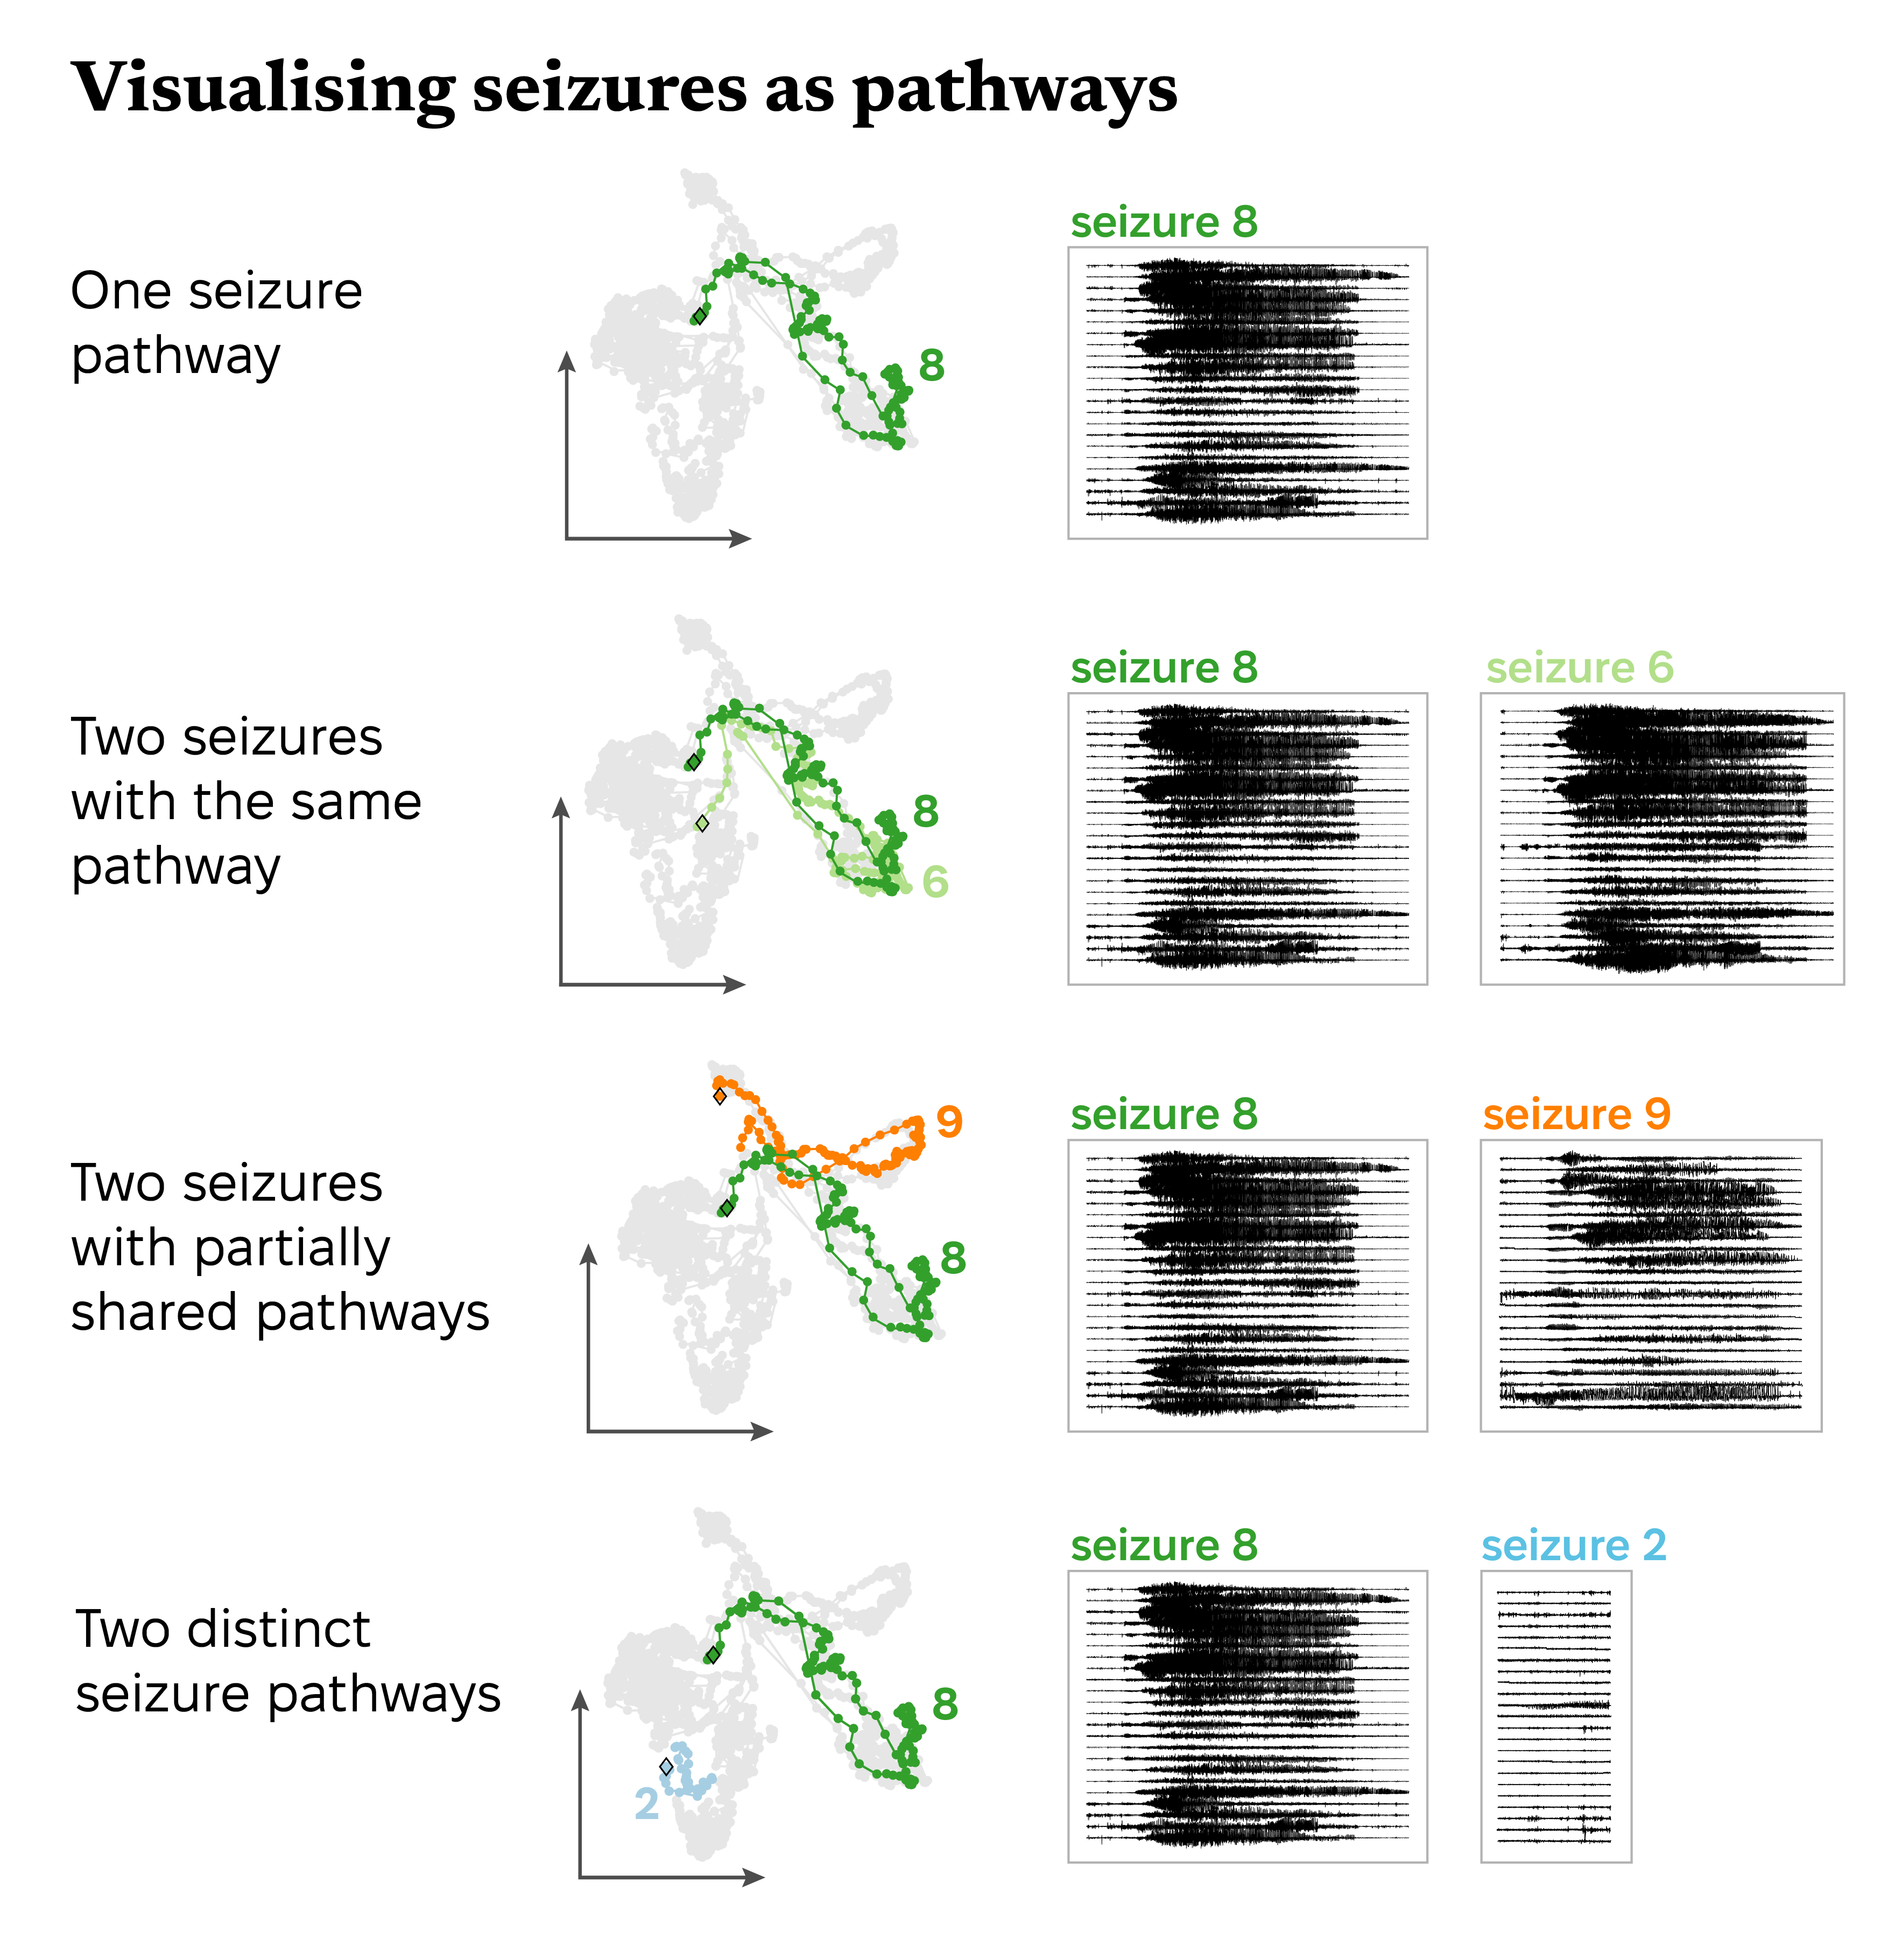 Visualising seizures as pathways
One seizure
pathway
8
seizure 8
Two seizures
with the same
pathway
8
6
seizure 8
seizure 6
Two seizures
with partially
shared pathways
9
8
seizure 8
seizure 9
Two distinct
seizure pathways
8
2
seizure 8
seizure 2